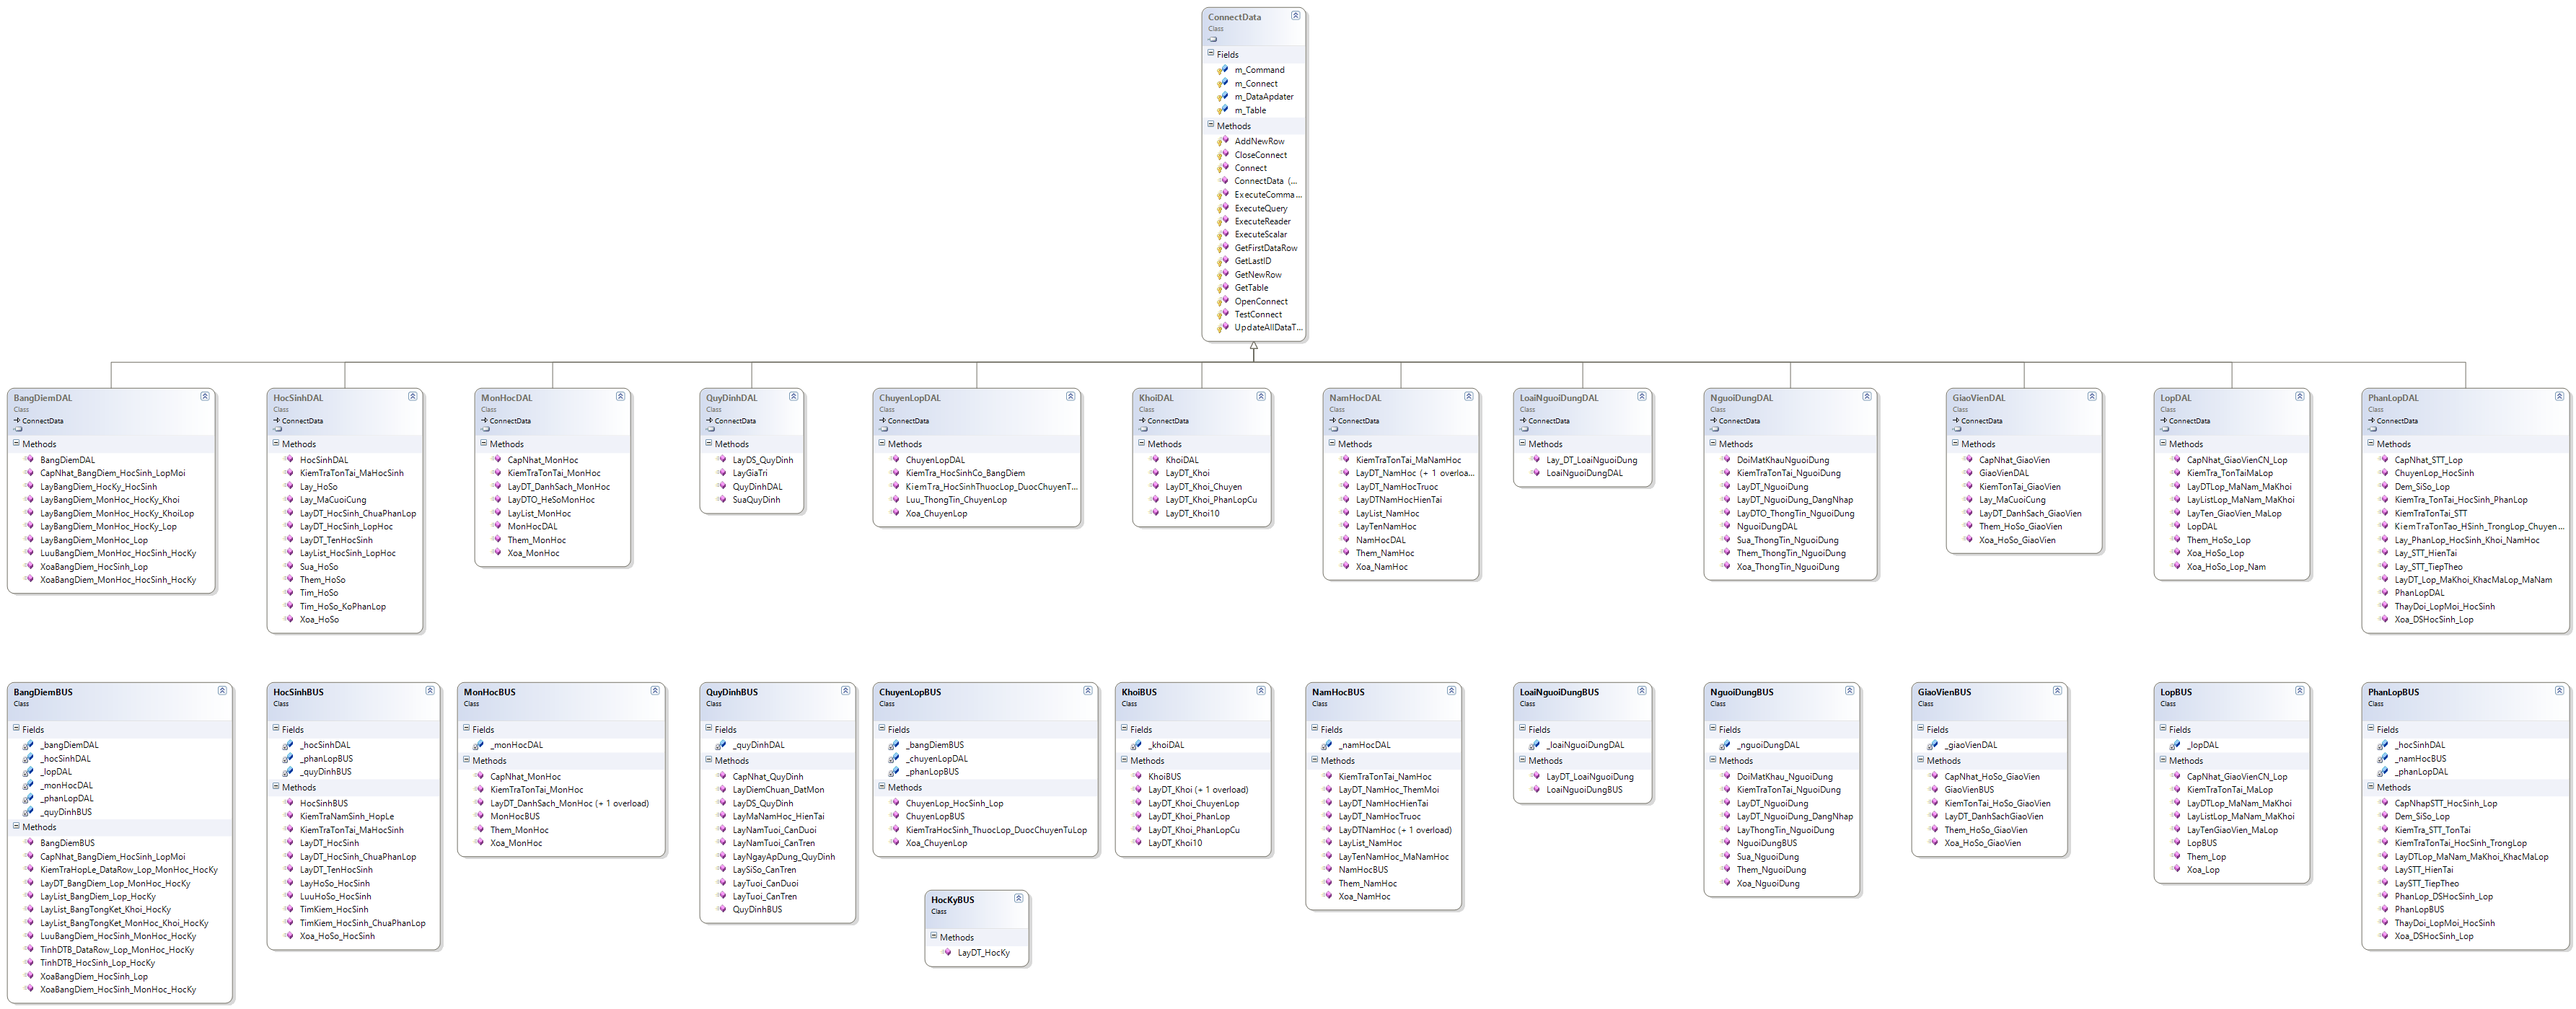 ConnectData
Class
Fields
m_Command
m_Connect
m_DataApdater
m_Table
Methods
AddNewRow
CloseConnect
Connect
ConnectData (...
ExecuteComma...
ExecuteQuery
ExecuteReader
ExecuteScalar
GetFirstDataRow
GetLastID
GetNewRow
GetTable
OpenConnect
TestConnect
UpdateAllDataT...
BangDiemDAL
Class
ConnectData
Methods
BangDiemDAL
CapNhat_BangDiem_HocSinh_LopMoi
LayBangDiem_HocKy_HocSinh
LayBangDiem_MonHoc_HocKy_Khoi
LayBangDiem_MonHoc_HocKy_KhoiLop
LayBangDiem_MonHoc_HocKy_Lop
LayBangDiem_MonHoc_Lop
LuuBangDiem_MonHoc_HocSinh_HocKy
XoaBangDiem_HocSinh_Lop
XoaBangDiem_MonHoc_HocSinh_HocKy
HocSinhDAL
Class
ConnectData
Methods
HocSinhDAL
KiemTraTonTai_MaHocSinh
Lay_HoSo
Lay_MaCuoiCung
LayDT_HocSinh_ChuaPhanLop
LayDT_HocSinh_LopHoc
LayDT_TenHocSinh
LayList_HocSinh_LopHoc
Sua_HoSo
Them_HoSo
Tim_HoSo
Tim_HoSo_KoPhanLop
Xoa_HoSo
MonHocDAL
Class
ConnectData
Methods
CapNhat_MonHoc
KiemTraTonTai_MonHoc
LayDT_DanhSach_MonHoc
LayDTO_HeSoMonHoc
LayList_MonHoc
MonHocDAL
Them_MonHoc
Xoa_MonHoc
QuyDinhDAL
Class
ConnectData
Methods
LayDS_QuyDinh
LayGiaTri
QuyDinhDAL
SuaQuyDinh
ChuyenLopDAL
Class
ConnectData
Methods
ChuyenLopDAL
KiemTra_HocSinhCo_BangDiem
KiemTra_HocSinhThuocLop_DuocChuyenT...
Luu_ThongTin_ChuyenLop
Xoa_ChuyenLop
KhoiDAL
Class
ConnectData
Methods
KhoiDAL
LayDT_Khoi
LayDT_Khoi_Chuyen
LayDT_Khoi_PhanLopCu
LayDT_Khoi10
NamHocDAL
Class
ConnectData
Methods
KiemTraTonTai_MaNamHoc
LayDT_NamHoc (+ 1 overloa...
LayDT_NamHocTruoc
LayDTNamHocHienTai
LayList_NamHoc
LayTenNamHoc
NamHocDAL
Them_NamHoc
Xoa_NamHoc
LoaiNguoiDungDAL
Class
ConnectData
Methods
Lay_DT_LoaiNguoiDung
LoaiNguoiDungDAL
NguoiDungDAL
Class
ConnectData
Methods
DoiMatKhauNguoiDung
KiemTraTonTai_NguoiDung
LayDT_NguoiDung
LayDT_NguoiDung_DangNhap
LayDTO_ThongTin_NguoiDung
NguoiDungDAL
Sua_ThongTin_NguoiDung
Them_ThongTin_NguoiDung
Xoa_ThongTin_NguoiDung
GiaoVienDAL
Class
ConnectData
Methods
CapNhat_GiaoVien
GiaoVienDAL
KiemTonTai_GiaoVien
Lay_MaCuoiCung
LayDT_DanhSach_GiaoVien
Them_HoSo_GiaoVien
Xoa_HoSo_GiaoVien
LopDAL
Class
ConnectData
Methods
CapNhat_GiaoVienCN_Lop
KiemTra_TonTaiMaLop
LayDTLop_MaNam_MaKhoi
LayListLop_MaNam_MaKhoi
LayTen_GiaoVien_MaLop
LopDAL
Them_HoSo_Lop
Xoa_HoSo_Lop
Xoa_HoSo_Lop_Nam
PhanLopDAL
Class
ConnectData
Methods
CapNhat_STT_Lop
ChuyenLop_HocSinh
Dem_SiSo_Lop
KiemTra_TonTai_HocSinh_PhanLop
KiemTraTonTai_STT
KiemTraTonTao_HSinh_TrongLop_Chuyen...
Lay_PhanLop_HocSinh_Khoi_NamHoc
Lay_STT_HienTai
Lay_STT_TiepTheo
LayDT_Lop_MaKhoi_KhacMaLop_MaNam
PhanLopDAL
ThayDoi_LopMoi_HocSinh
Xoa_DSHocSinh_Lop
BangDiemBUS
Class
Fields
_bangDiemDAL
_hocSinhDAL
_lopDAL
_monHocDAL
_phanLopDAL
_quyDinhBUS
Methods
BangDiemBUS
CapNhat_BangDiem_HocSinh_LopMoi
KiemTraHopLe_DataRow_Lop_MonHoc_HocKy
LayDT_BangDiem_Lop_MonHoc_HocKy
LayList_BangDiem_Lop_HocKy
LayList_BangTongKet_Khoi_HocKy
LayList_BangTongKet_MonHoc_Khoi_HocKy
LuuBangDiem_HocSinh_MonHoc_HocKy
TinhDTB_DataRow_Lop_MonHoc_HocKy
TinhDTB_HocSinh_Lop_HocKy
XoaBangDiem_HocSinh_Lop
XoaBangDiem_HocSinh_MonHoc_HocKy
HocSinhBUS
Class
Fields
_hocSinhDAL
_phanLopBUS
_quyDinhBUS
Methods
HocSinhBUS
KiemTraNamSinh_HopLe
KiemTraTonTai_MaHocSinh
LayDT_HocSinh
LayDT_HocSinh_ChuaPhanLop
LayDT_TenHocSinh
LayHoSo_HocSinh
LuuHoSo_HocSinh
TimKiem_HocSinh
TimKiem_HocSinh_ChuaPhanLop
Xoa_HoSo_HocSinh
MonHocBUS
Class
Fields
_monHocDAL
Methods
CapNhat_MonHoc
KiemTraTonTai_MonHoc
LayDT_DanhSach_MonHoc (+ 1 overload)
MonHocBUS
Them_MonHoc
Xoa_MonHoc
QuyDinhBUS
Class
Fields
_quyDinhDAL
Methods
CapNhat_QuyDinh
LayDiemChuan_DatMon
LayDS_QuyDinh
LayMaNamHoc_HienTai
LayNamTuoi_CanDuoi
LayNamTuoi_CanTren
LayNgayApDung_QuyDinh
LaySiSo_CanTren
LayTuoi_CanDuoi
LayTuoi_CanTren
QuyDinhBUS
ChuyenLopBUS
Class
Fields
_bangDiemBUS
_chuyenLopDAL
_phanLopBUS
Methods
ChuyenLop_HocSinh_Lop
ChuyenLopBUS
KiemTraHocSinh_ThuocLop_DuocChuyenTuLop
Xoa_ChuyenLop
KhoiBUS
Class
Fields
_khoiDAL
Methods
KhoiBUS
LayDT_Khoi (+ 1 overload)
LayDT_Khoi_ChuyenLop
LayDT_Khoi_PhanLop
LayDT_Khoi_PhanLopCu
LayDT_Khoi10
NamHocBUS
Class
Fields
_namHocDAL
Methods
KiemTraTonTai_NamHoc
LayDT_NamHoc_ThemMoi
LayDT_NamHocHienTai
LayDT_NamHocTruoc
LayDTNamHoc (+ 1 overload)
LayList_NamHoc
LayTenNamHoc_MaNamHoc
NamHocBUS
Them_NamHoc
Xoa_NamHoc
LoaiNguoiDungBUS
Class
Fields
_loaiNguoiDungDAL
Methods
LayDT_LoaiNguoiDung
LoaiNguoiDungBUS
NguoiDungBUS
Class
Fields
_nguoiDungDAL
Methods
DoiMatKhau_NguoiDung
KiemTraTonTai_NguoiDung
LayDT_NguoiDung
LayDT_NguoiDung_DangNhap
LayThongTin_NguoiDung
NguoiDungBUS
Sua_NguoiDung
Them_NguoiDung
Xoa_NguoiDung
GiaoVienBUS
Class
Fields
_giaoVienDAL
Methods
CapNhat_HoSo_GiaoVien
GiaoVienBUS
KiemTonTai_HoSo_GiaoVien
LayDT_DanhSachGiaoVien
Them_HoSo_GiaoVien
Xoa_HoSo_GiaoVien
LopBUS
Class
Fields
_lopDAL
Methods
CapNhat_GiaoVienCN_Lop
KiemTraTonTai_MaLop
LayDTLop_MaNam_MaKhoi
LayListLop_MaNam_MaKhoi
LayTenGiaoVien_MaLop
LopBUS
Them_Lop
Xoa_Lop
PhanLopBUS
Class
Fields
_hocSinhDAL
_namHocBUS
_phanLopDAL
Methods
CapNhapSTT_HocSinh_Lop
Dem_SiSo_Lop
KiemTra_STT_TonTai
KiemTraTonTai_HocSinh_TrongLop
LayDTLop_MaNam_MaKhoi_KhacMaLop
LaySTT_HienTai
LaySTT_TiepTheo
PhanLop_DSHocSinh_Lop
PhanLopBUS
ThayDoi_LopMoi_HocSinh
Xoa_DSHocSinh_Lop
HocKyBUS
Class
Methods
LayDT_HocKy